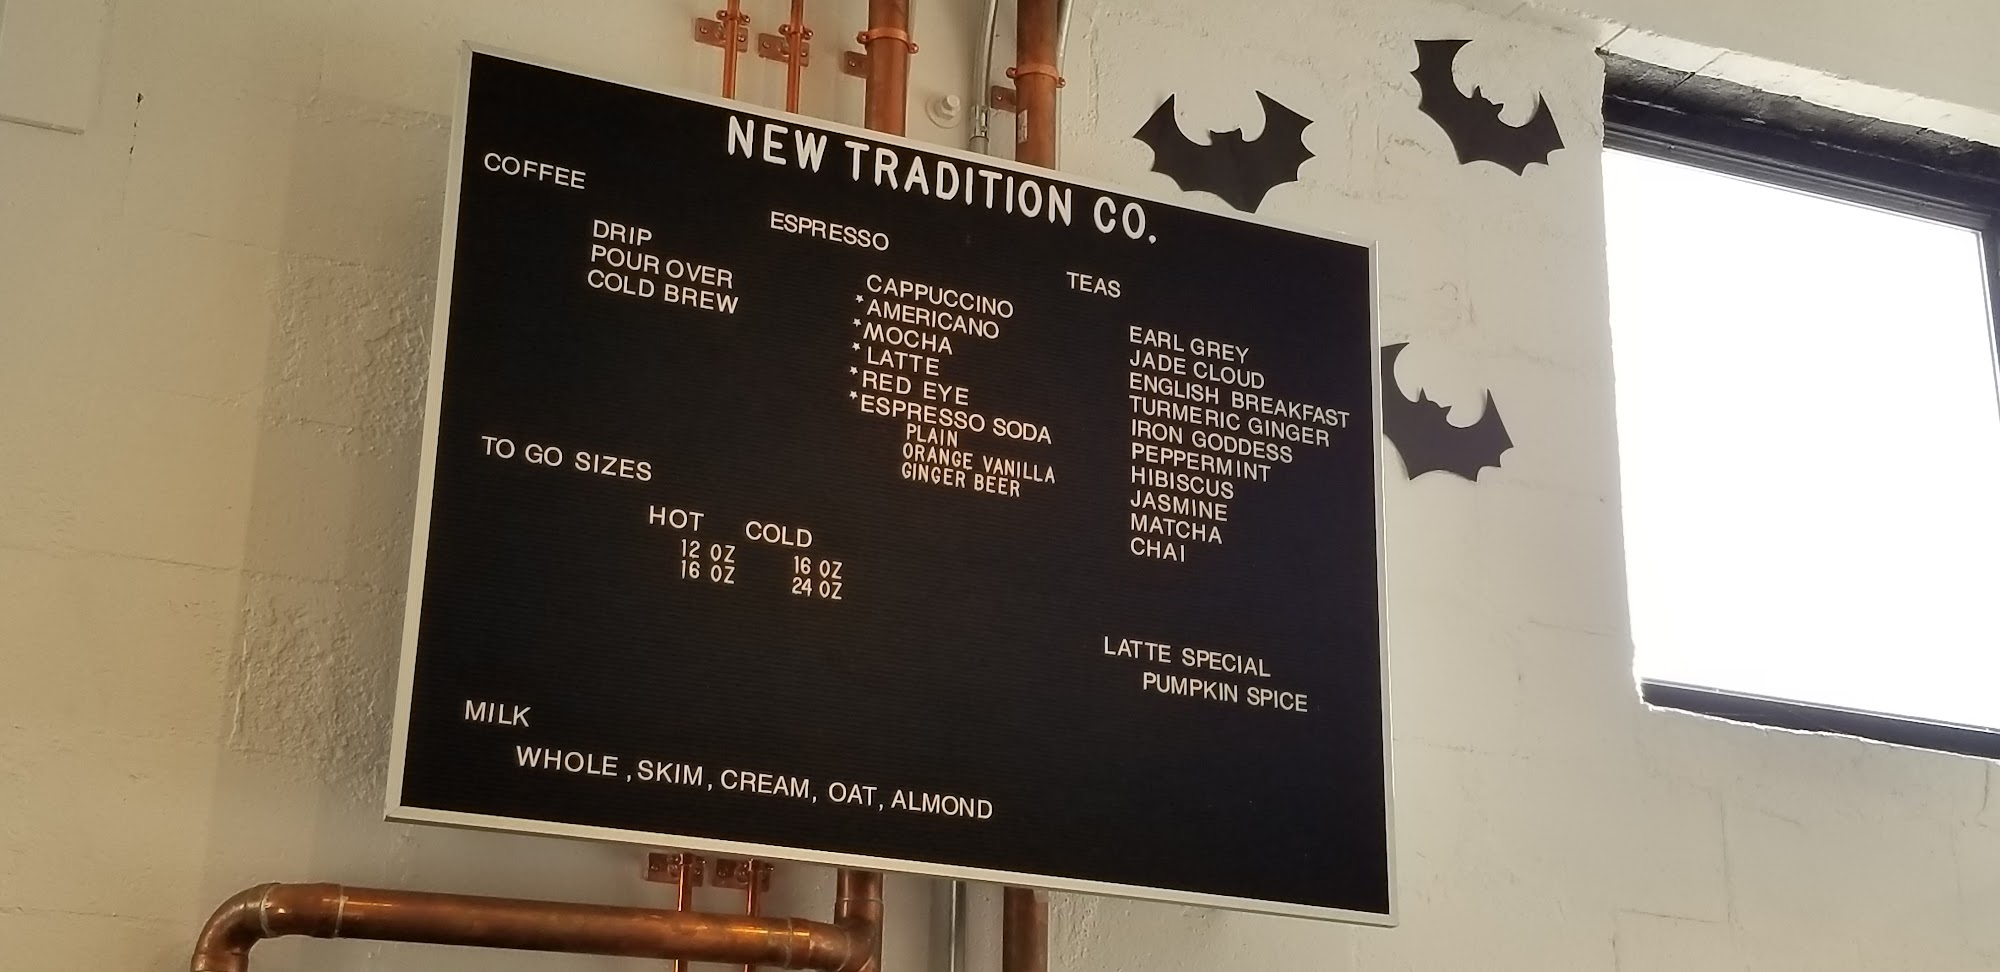 NEW TRADITION CO.
COFFEE
DRIP
POUR OVER
COLD BREW
ESPRESSO
CAPPUCCINO
*AMERICANO
*MOCHA
*LATTE
*RED EYE
*ESPRESSO SODA
PLAIN
ORANGE VANILLA
GINGER BEER
TEAS
EARL GREY
JADE CLOUD
ENGLISH BREAKFAST
TURMERIC GINGER
IRON GODDESS
PEPPERMINT
HIBISCUS
JASMINE
MATCHA
CHAI
TO GO SIZES
HOT COLD
12 OZ 16 OZ
16 OZ 24 OZ
LATTE SPECIAL
PUMPKIN SPICE
MILK
WHOLE, SKIM, CREAM, OAT, ALMOND